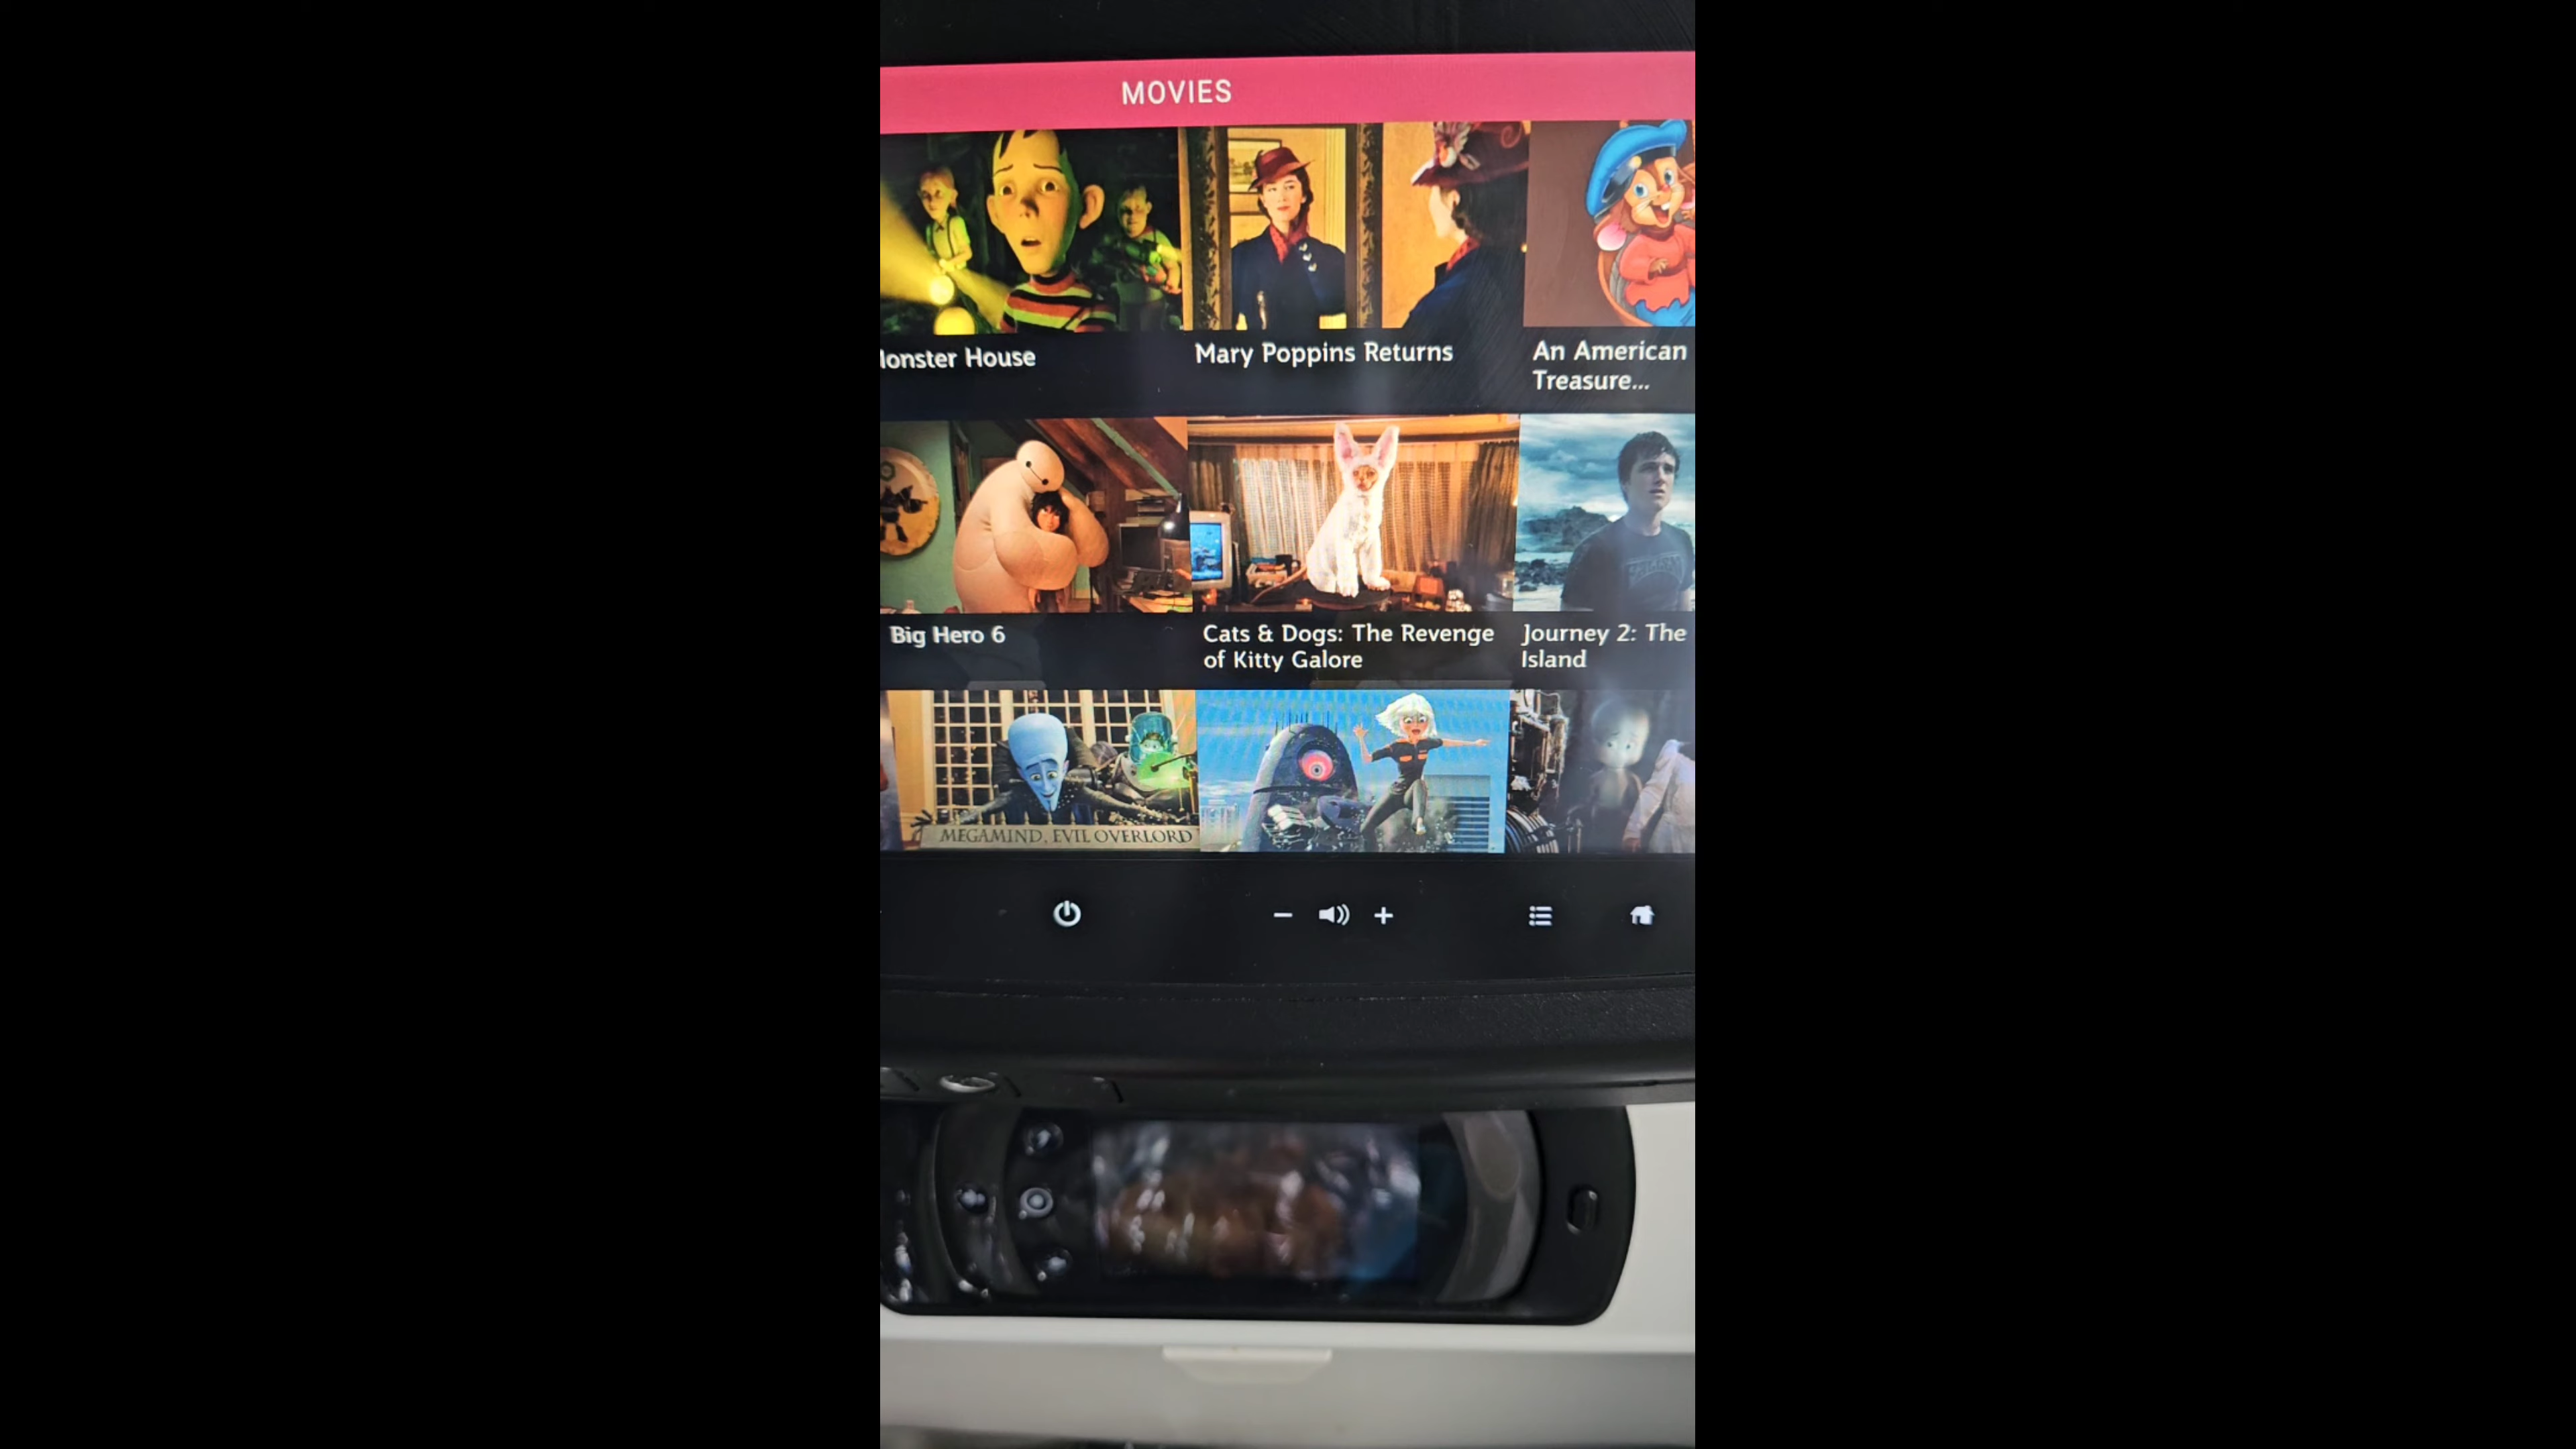 MOVIES
onster House
Mary Poppins Returns
An American
Treasure...
Big Hero 6
Cats & Dogs: The Revenge
of Kitty Galore
Journey 2: The
Island
MEGAMIND, EVIL OVERLORD